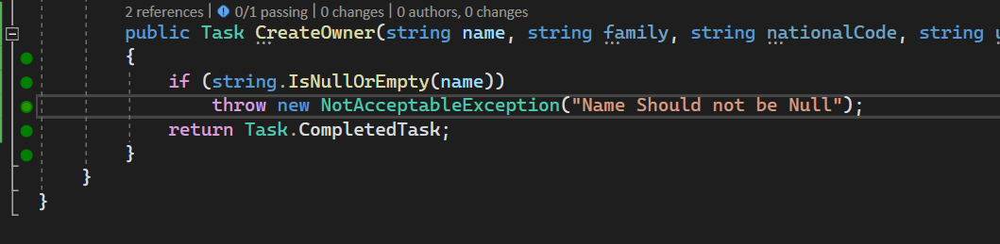 2 references | 0/1 passing | 0 changes | 0 authors, 0 changes
public Task CreateOwner(string name, string family, string nationalCode, string
{
if (string.IsNullOrEmpty(name))
throw new NotAcceptableException("Name Should not be Null");
return Task.CompletedTask;
}
}
}